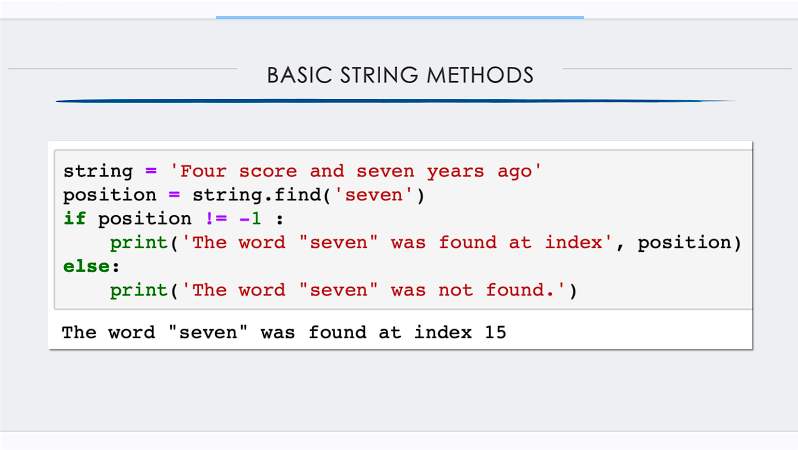 BASIC STRING METHODS
string = 'Four score and seven years ago'
position = string.find('seven')
if position != -1 :
    print('The word "seven" was found at index', position)
else:
    print('The word "seven" was not found.')
The word "seven" was found at index 15